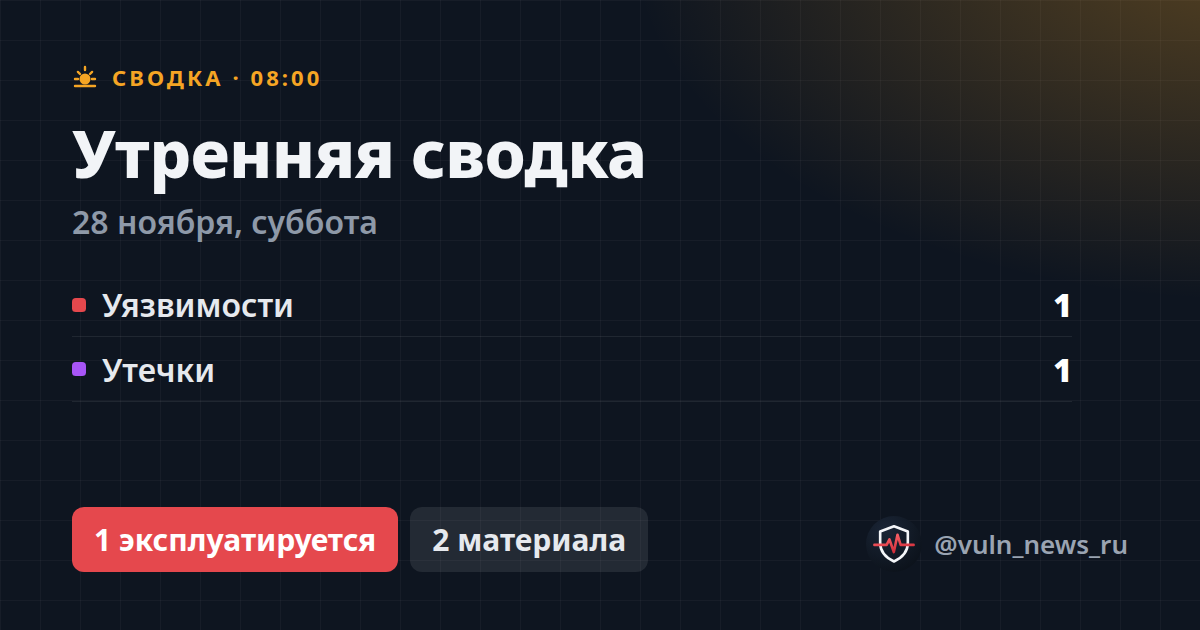 СВОДКА · 08:00
Утренняя сводка
28 ноября, суббота
Уязвимости 1
Утечки 1
1 эксплуатируется 2 материала @vuln_news_ru